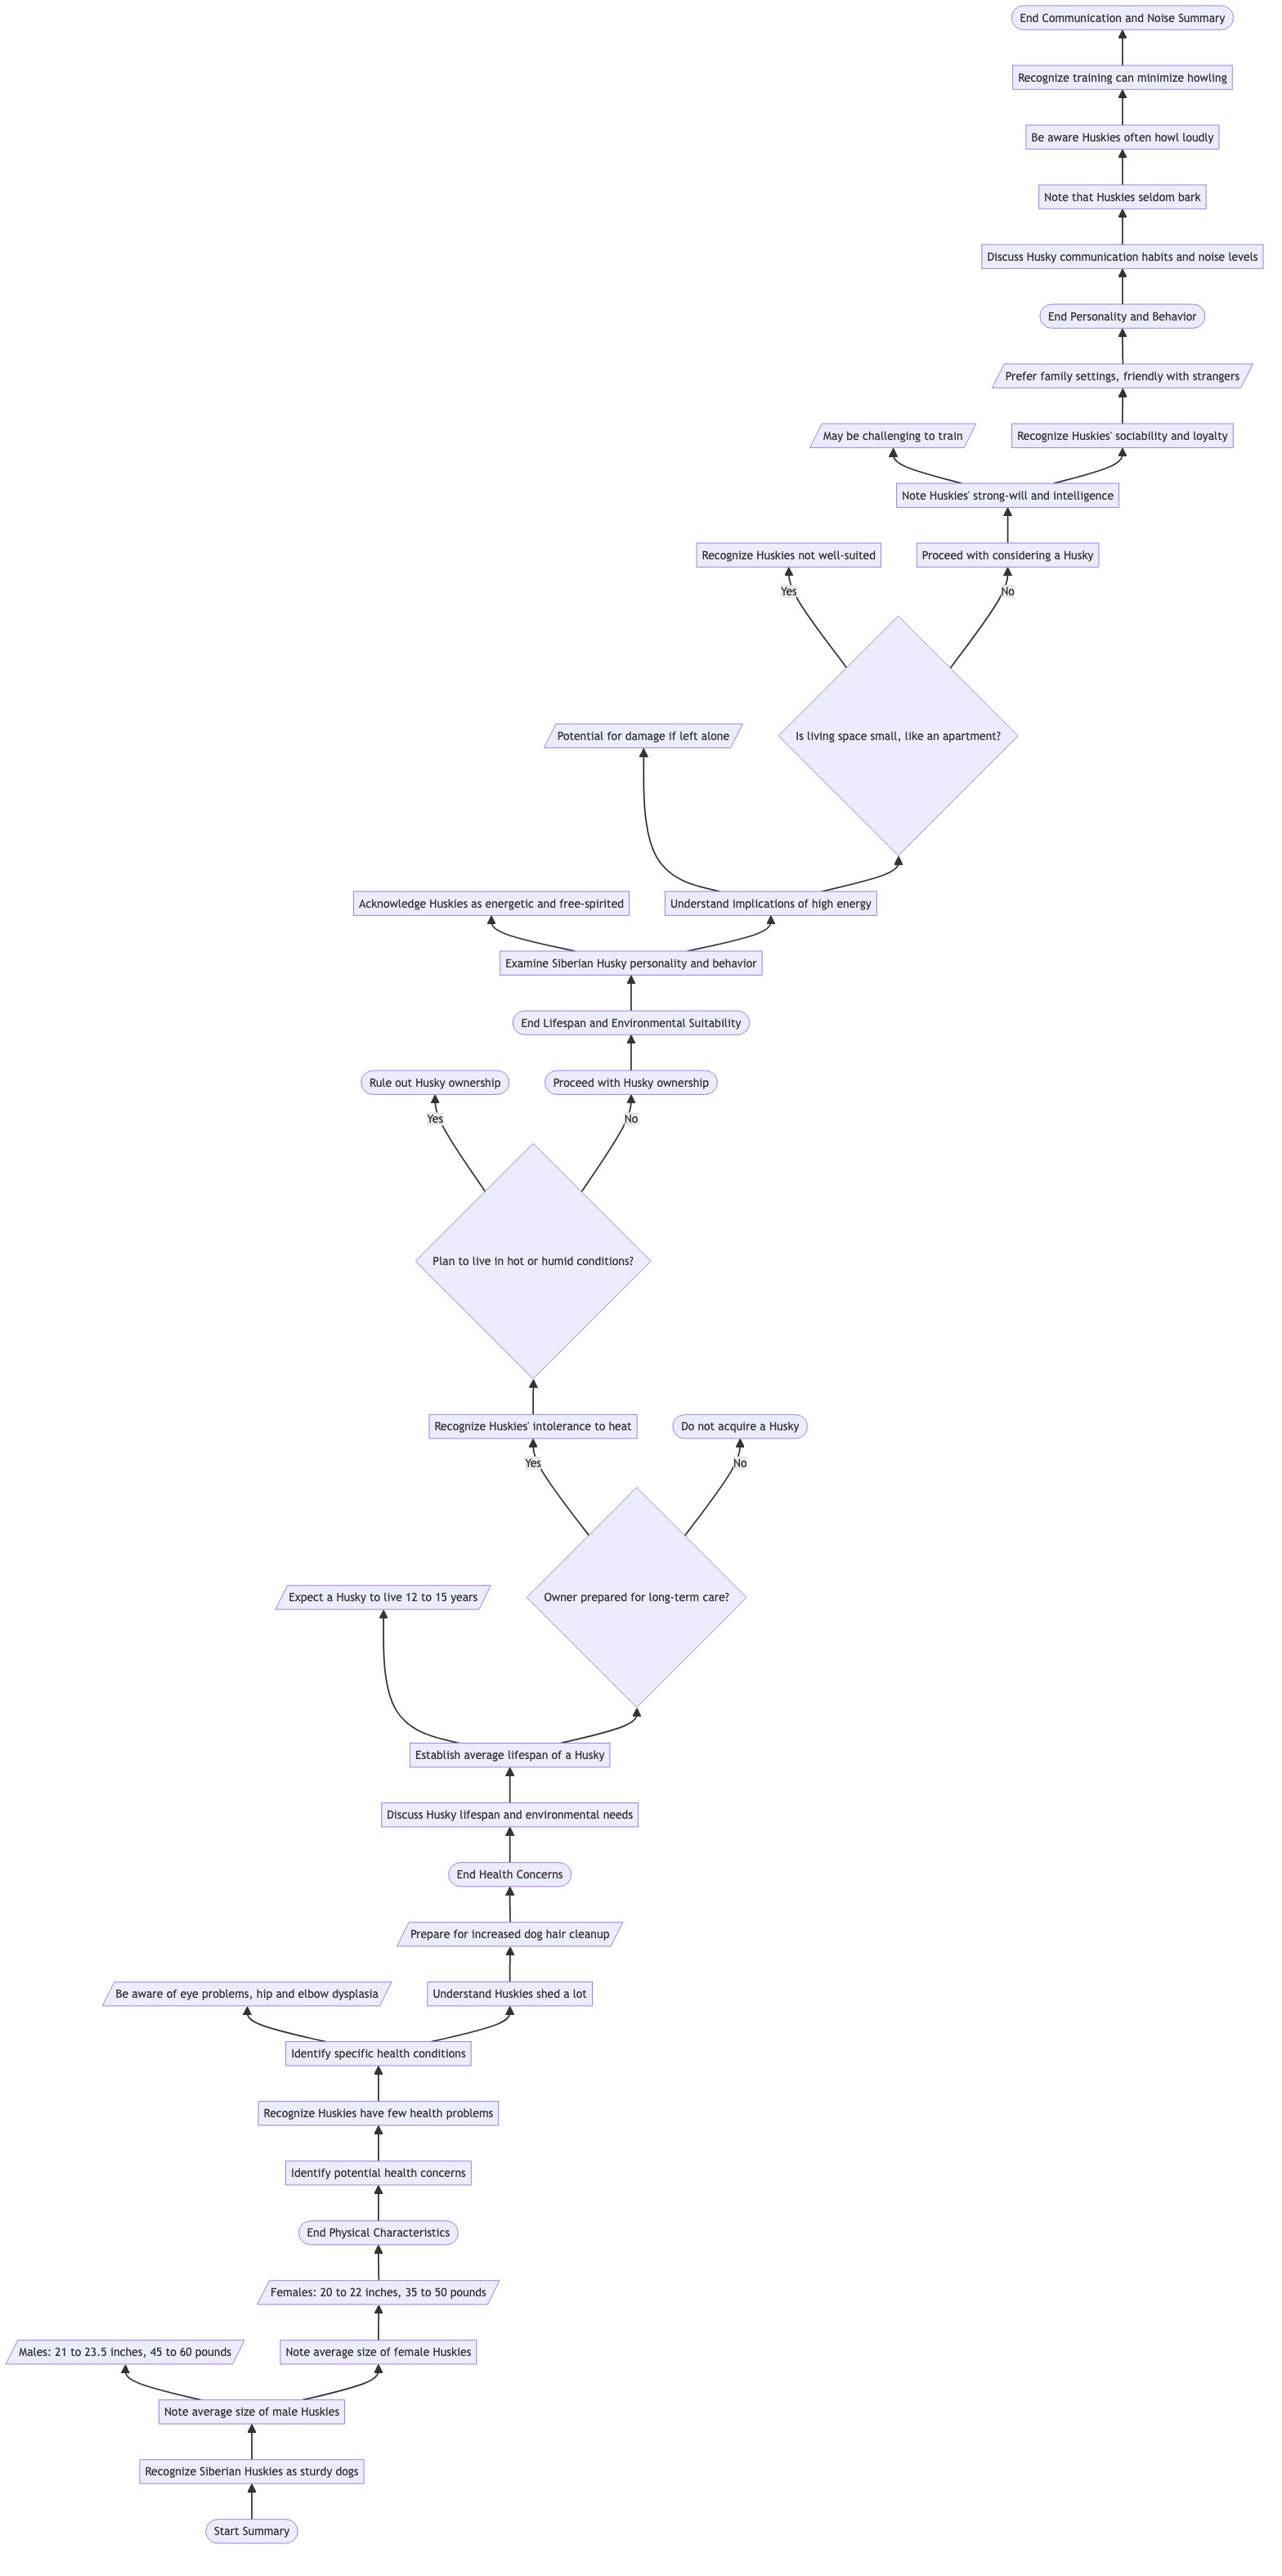 End Communication and Noise Summary
Recognize training can minimize howling
Be aware Huskies often howl loudly
Note that Huskies seldom bark
Discuss Husky communication habits and noise levels
End Personality and Behavior
Prefer family settings, friendly with strangers
May be challenging to train
Recognize Huskies' sociability and loyalty
Note Huskies' strong-will and intelligence
Recognize Huskies not well-suited
Proceed with considering a Husky
Yes
No
Potential for damage if left alone
Is living space small, like an apartment?
Acknowledge Huskies as energetic and free-spirited
Understand implications of high energy
Examine Siberian Husky personality and behavior
End Lifespan and Environmental Suitability
Rule out Husky ownership
Proceed with Husky ownership
Yes
No
Plan to live in hot or humid conditions?
Recognize Huskies' intolerance to heat
Do not acquire a Husky
Yes
No
Expect a Husky to live 12 to 15 years
Owner prepared for long-term care?
Establish average lifespan of a Husky
Discuss Husky lifespan and environmental needs
End Health Concerns
Prepare for increased dog hair cleanup
Be aware of eye problems, hip and elbow dysplasia
Understand Huskies shed a lot
Identify specific health conditions
Recognize Huskies have few health problems
Identify potential health concerns
End Physical Characteristics
Females: 20 to 22 inches, 35 to 50 pounds
Males: 21 to 23.5 inches, 45 to 60 pounds
Note average size of female Huskies
Note average size of male Huskies
Recognize Siberian Huskies as sturdy dogs
Start Summary